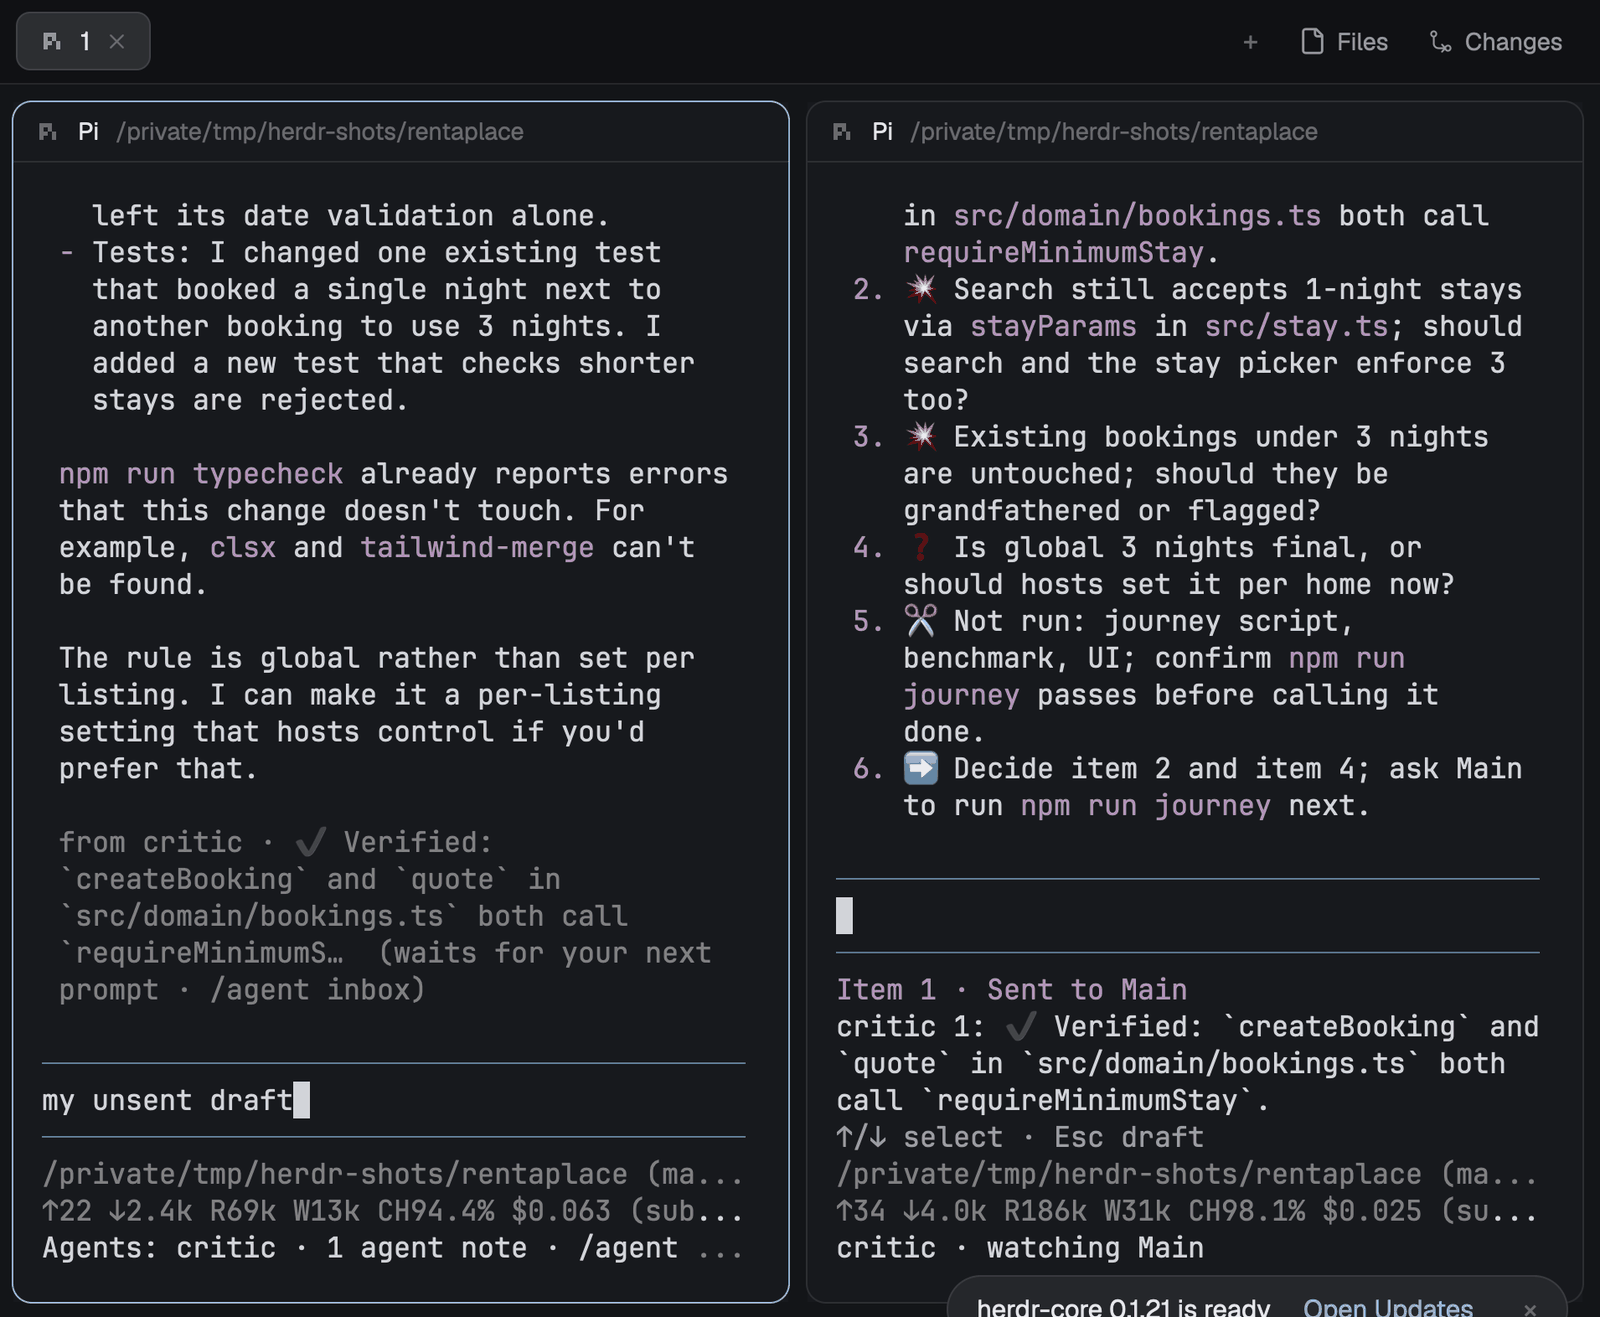 1 ×
+ Files Changes
Pi /private/tmp/herdr-shots/rentaplace
left its date validation alone.
- Tests: I changed one existing test
that booked a single night next to
another booking to use 3 nights. I
added a new test that checks shorter
stays are rejected.
npm run typecheck already reports errors
that this change doesn't touch. For
example, clsx and tailwind-merge can't
be found.
The rule is global rather than set per
listing. I can make it a per-listing
setting that hosts control if you'd
prefer that.
from critic · ✔ Verified:
`createBooking` and `quote` in
`src/domain/bookings.ts` both call
`requireMinimumS… (waits for your next
prompt · /agent inbox)
my unsent draft
/private/tmp/herdr-shots/rentaplace (ma...
↑22 ↓2.4k R69k W13k CH94.4% $0.063 (sub...
Agents: critic · 1 agent note · /agent ...
Pi /private/tmp/herdr-shots/rentaplace
in src/domain/bookings.ts both call
requireMinimumStay.
2. 💥 Search still accepts 1-night stays
via stayParams in src/stay.ts; should
search and the stay picker enforce 3
too?
3. 💥 Existing bookings under 3 nights
are untouched; should they be
grandfathered or flagged?
4. ❓ Is global 3 nights final, or
should hosts set it per home now?
5. ✂️ Not run: journey script,
benchmark, UI; confirm npm run
journey passes before calling it
done.
6. ➡️ Decide item 2 and item 4; ask Main
to run npm run journey next.
Item 1 · Sent to Main
critic 1: ✔ Verified: `createBooking` and
`quote` in `src/domain/bookings.ts` both
call `requireMinimumStay`.
↑/↓ select · Esc draft
/private/tmp/herdr-shots/rentaplace (ma...
↑34 ↓4.0k R186k W31k CH98.1% $0.025 (su...
critic · watching Main
herdr-core 0.1.21 is ready Open Updates ×